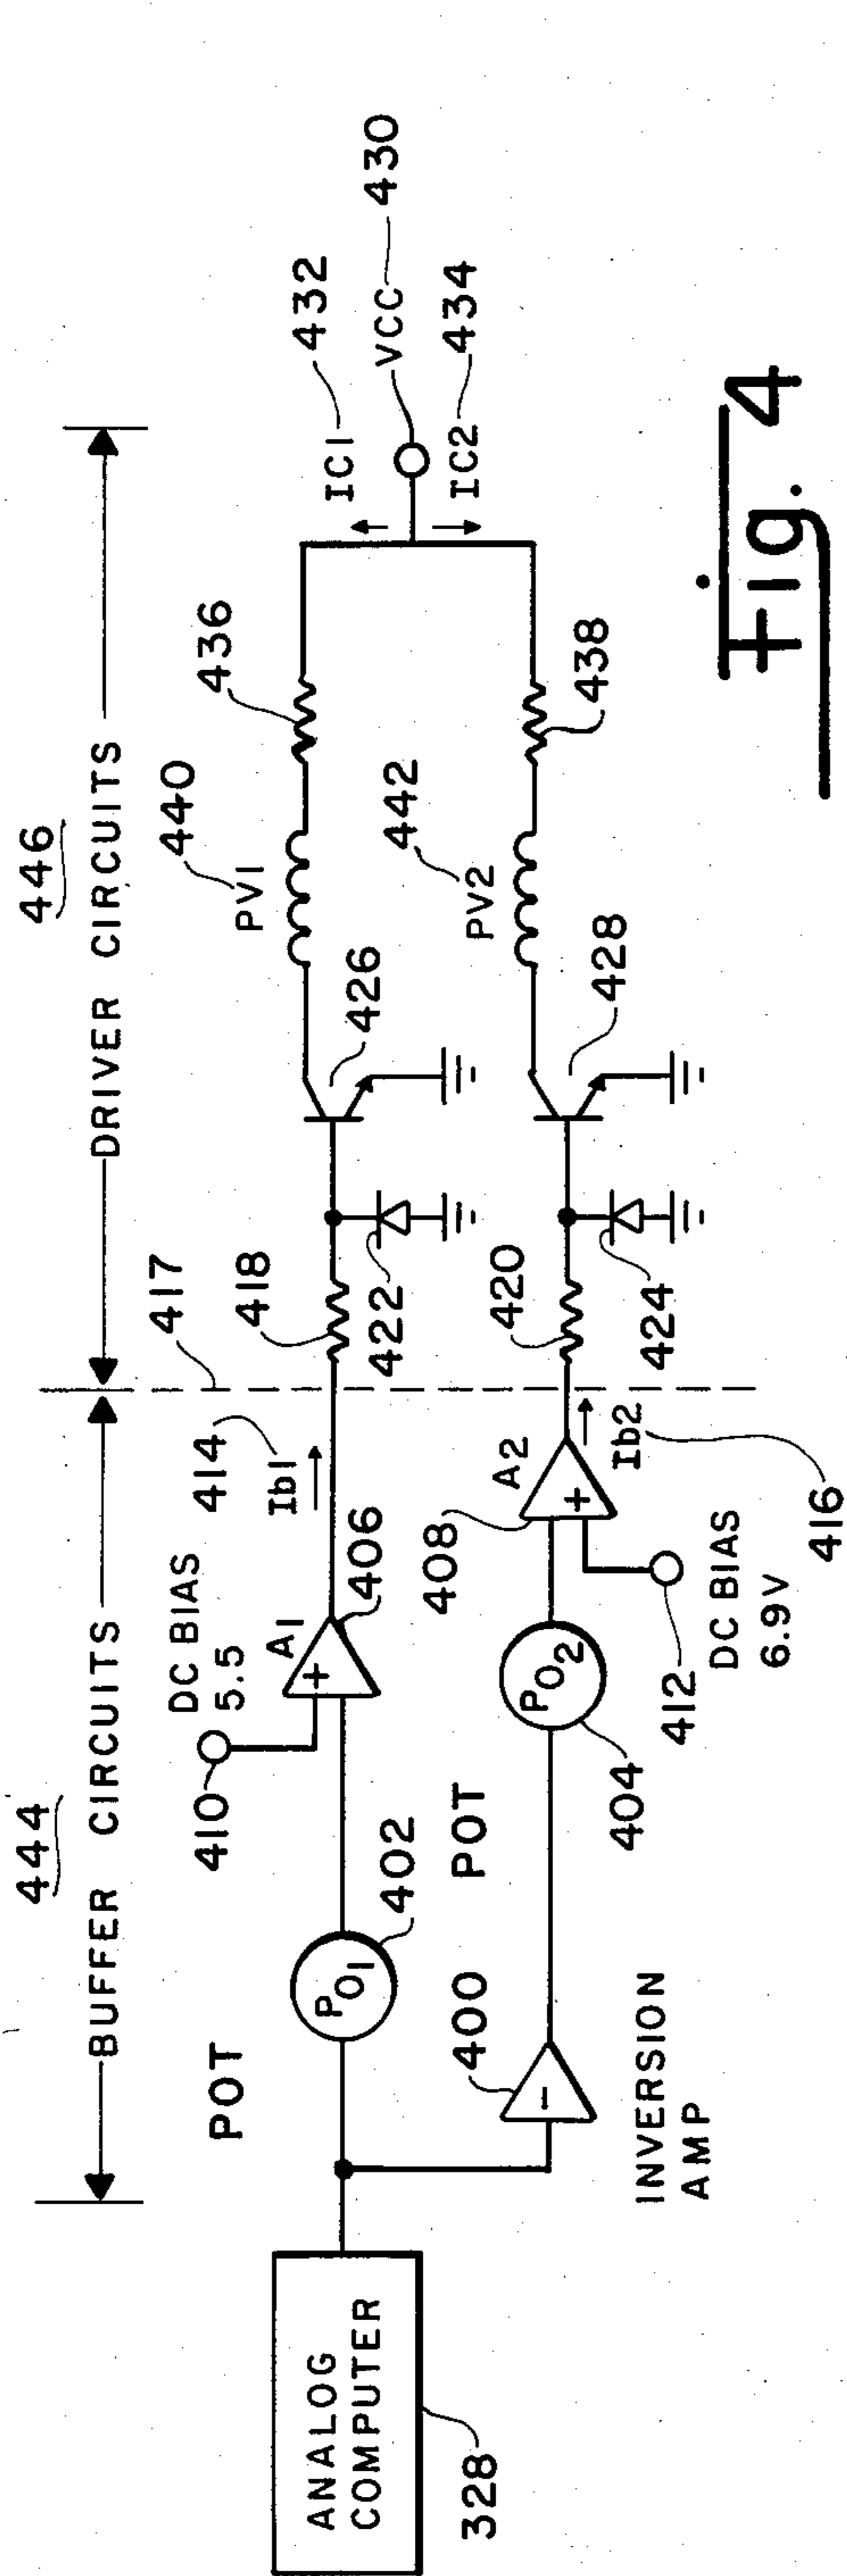 444
BUFFER CIRCUITS
446
DRIVER CIRCUITS
417
ANALOG
COMPUTER
328
POT
PO1
402
410
DC BIAS
5.5
A1
+
406
414
Ib1
418
422
426
PV1
440
436
IC1
432
VCC
430
IC2
434
400
-
INVERSION
AMP
POT
PO2
404
408
A2
+
412
DC BIAS
6.9V
Ib2
416
420
424
428
PV2
442
438
Fig. 4